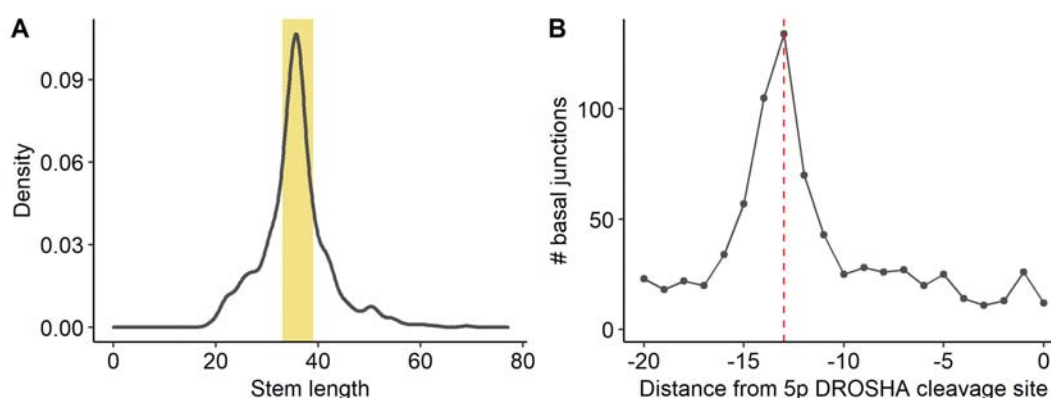 A
Density
0.09
0.06
0.03
0.00
0
20
40
60
80
Stem length
B
# basal junctions
100
50
0
-20
-15
-10
-5
0
Distance from 5p DROSHA cleavage site